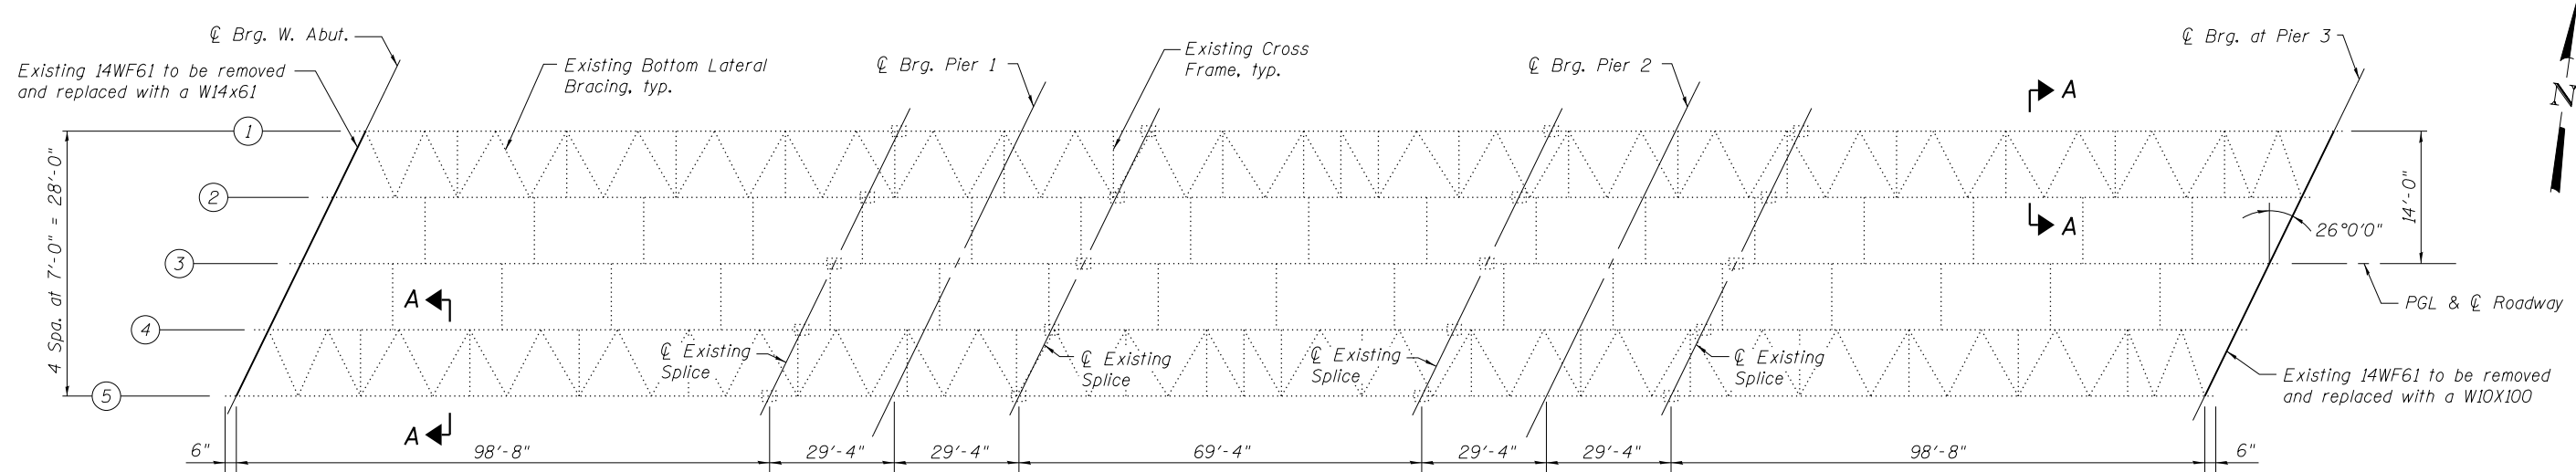 ℄ Brg. W. Abut.
Existing 14WF61 to be removed
and replaced with a W14x61
Existing Bottom Lateral
Bracing, typ.
℄ Brg. Pier 1
Existing Cross
Frame, typ.
℄ Brg. Pier 2
℄ Brg. at Pier 3
A
A
N
1
2
3
4
5
4 Spa. at 7'-0" = 28'-0"
14'-0"
26°0'0"
PGL & ℄ Roadway
A
A
℄ Existing
Splice
℄ Existing
Splice
℄ Existing
Splice
℄ Existing
Splice
Existing 14WF61 to be removed
and replaced with a W10X100
6"
98'-8"
29'-4"
29'-4"
69'-4"
29'-4"
29'-4"
98'-8"
6"